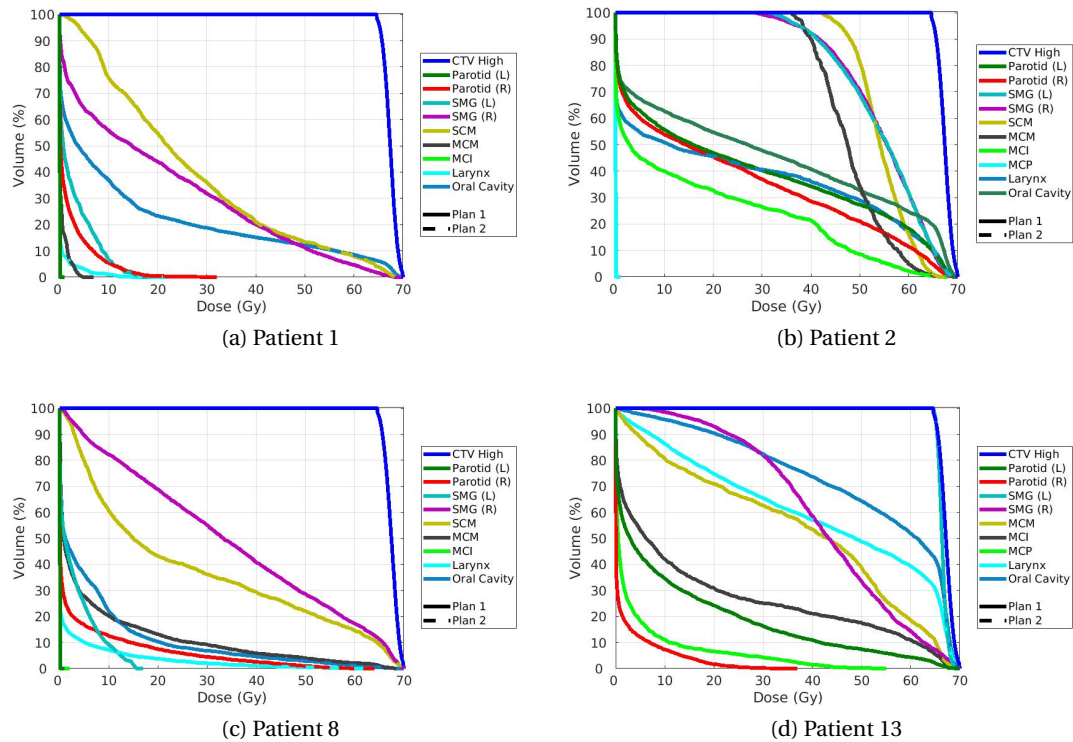 Volume (%)
100
90
80
70
60
50
40
30
20
10
0
0 10 20 30 40 50 60 70
Dose (Gy)
CTV High
Parotid (L)
Parotid (R)
SMG (L)
SMG (R)
SCM
MCM
MCI
Larynx
Oral Cavity
Plan 1
Plan 2
(a) Patient 1
Volume (%)
100
90
80
70
60
50
40
30
20
10
0
0 10 20 30 40 50 60 70
Dose (Gy)
CTV High
Parotid (L)
Parotid (R)
SMG (L)
SMG (R)
SCM
MCM
MCI
MCP
Larynx
Oral Cavity
Plan 1
Plan 2
(b) Patient 2
Volume (%)
100
90
80
70
60
50
40
30
20
10
0
0 10 20 30 40 50 60 70
Dose (Gy)
CTV High
Parotid (L)
Parotid (R)
SMG (L)
SMG (R)
SCM
MCM
MCI
Larynx
Oral Cavity
Plan 1
Plan 2
(c) Patient 8
Volume (%)
100
90
80
70
60
50
40
30
20
10
0
0 10 20 30 40 50 60 70
Dose (Gy)
CTV High
Parotid (L)
Parotid (R)
SMG (L)
SMG (R)
MCM
MCI
MCP
Larynx
Oral Cavity
Plan 1
Plan 2
(d) Patient 13